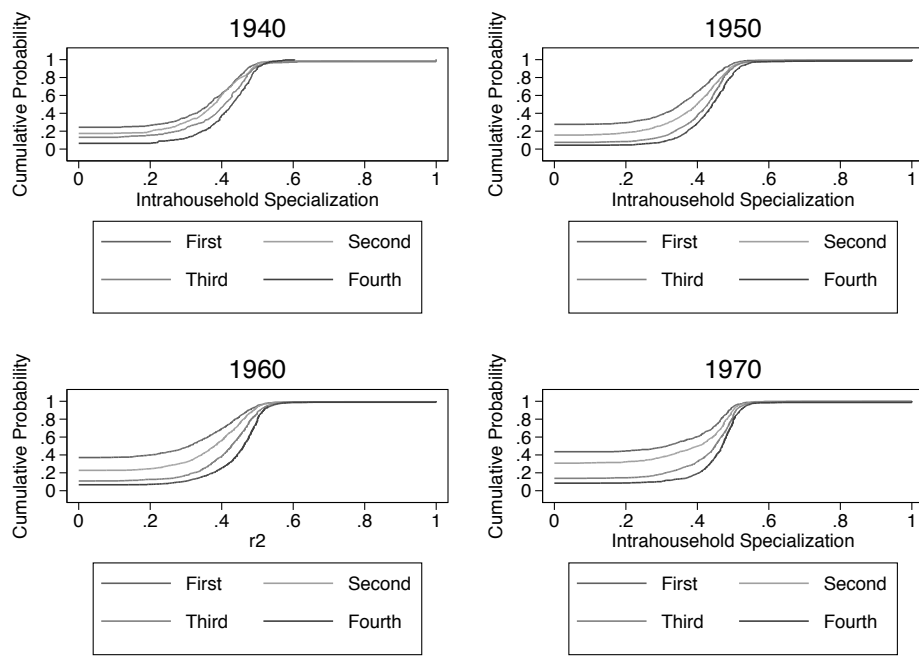 1940
Cumulative Probability
1
.8
.6
.4
.2
0
0 .2 .4 .6 .8 1
Intrahousehold Specialization
First Second
Third Fourth
1950
Cumulative Probability
1
.8
.6
.4
.2
0
0 .2 .4 .6 .8 1
Intrahousehold Specialization
First Second
Third Fourth
1960
Cumulative Probability
1
.8
.6
.4
.2
0
0 .2 .4 .6 .8 1
r2
First Second
Third Fourth
1970
Cumulative Probability
1
.8
.6
.4
.2
0
0 .2 .4 .6 .8 1
Intrahousehold Specialization
First Second
Third Fourth